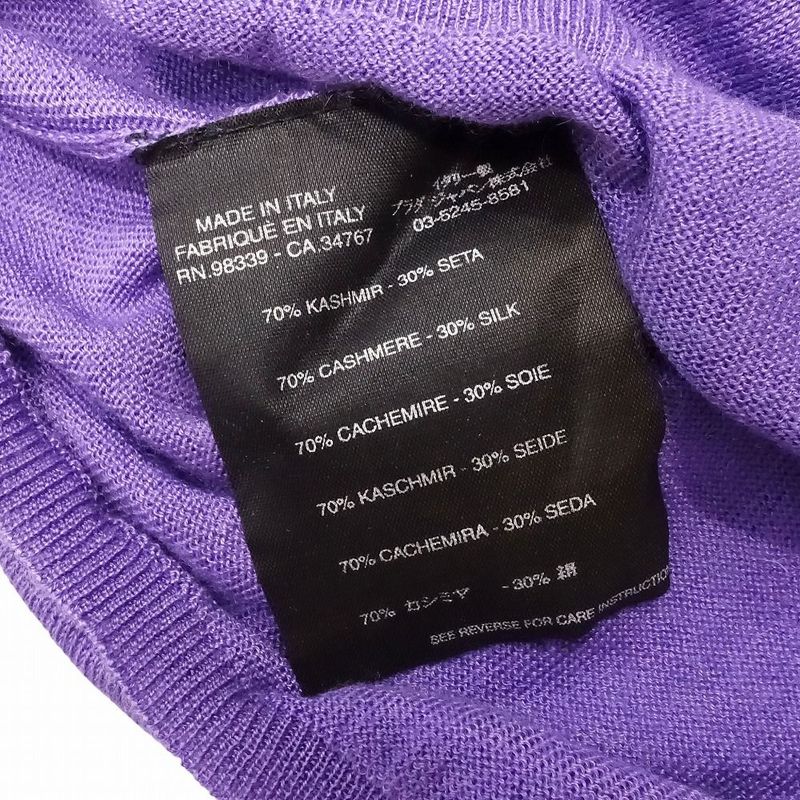 MADE IN ITALY
FABRIQUÉ EN ITALY
RN.98339 - CA.34767
イタリー製
プラダ ジャパン株式会社
03-5245-8581
70% KASHMIR - 30% SETA
70% CASHMERE - 30% SILK
70% CACHEMIRE - 30% SOIE
70% KASCHMIR - 30% SEIDE
70% CACHEMIRA - 30% SEDA
70% カシミヤ - 30% 絹
SEE REVERSE FOR CARE INSTRUCTION